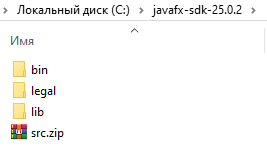 Локальный диск (C:) > javafx-sdk-25.0.2
Имя
bin
legal
lib
src.zip